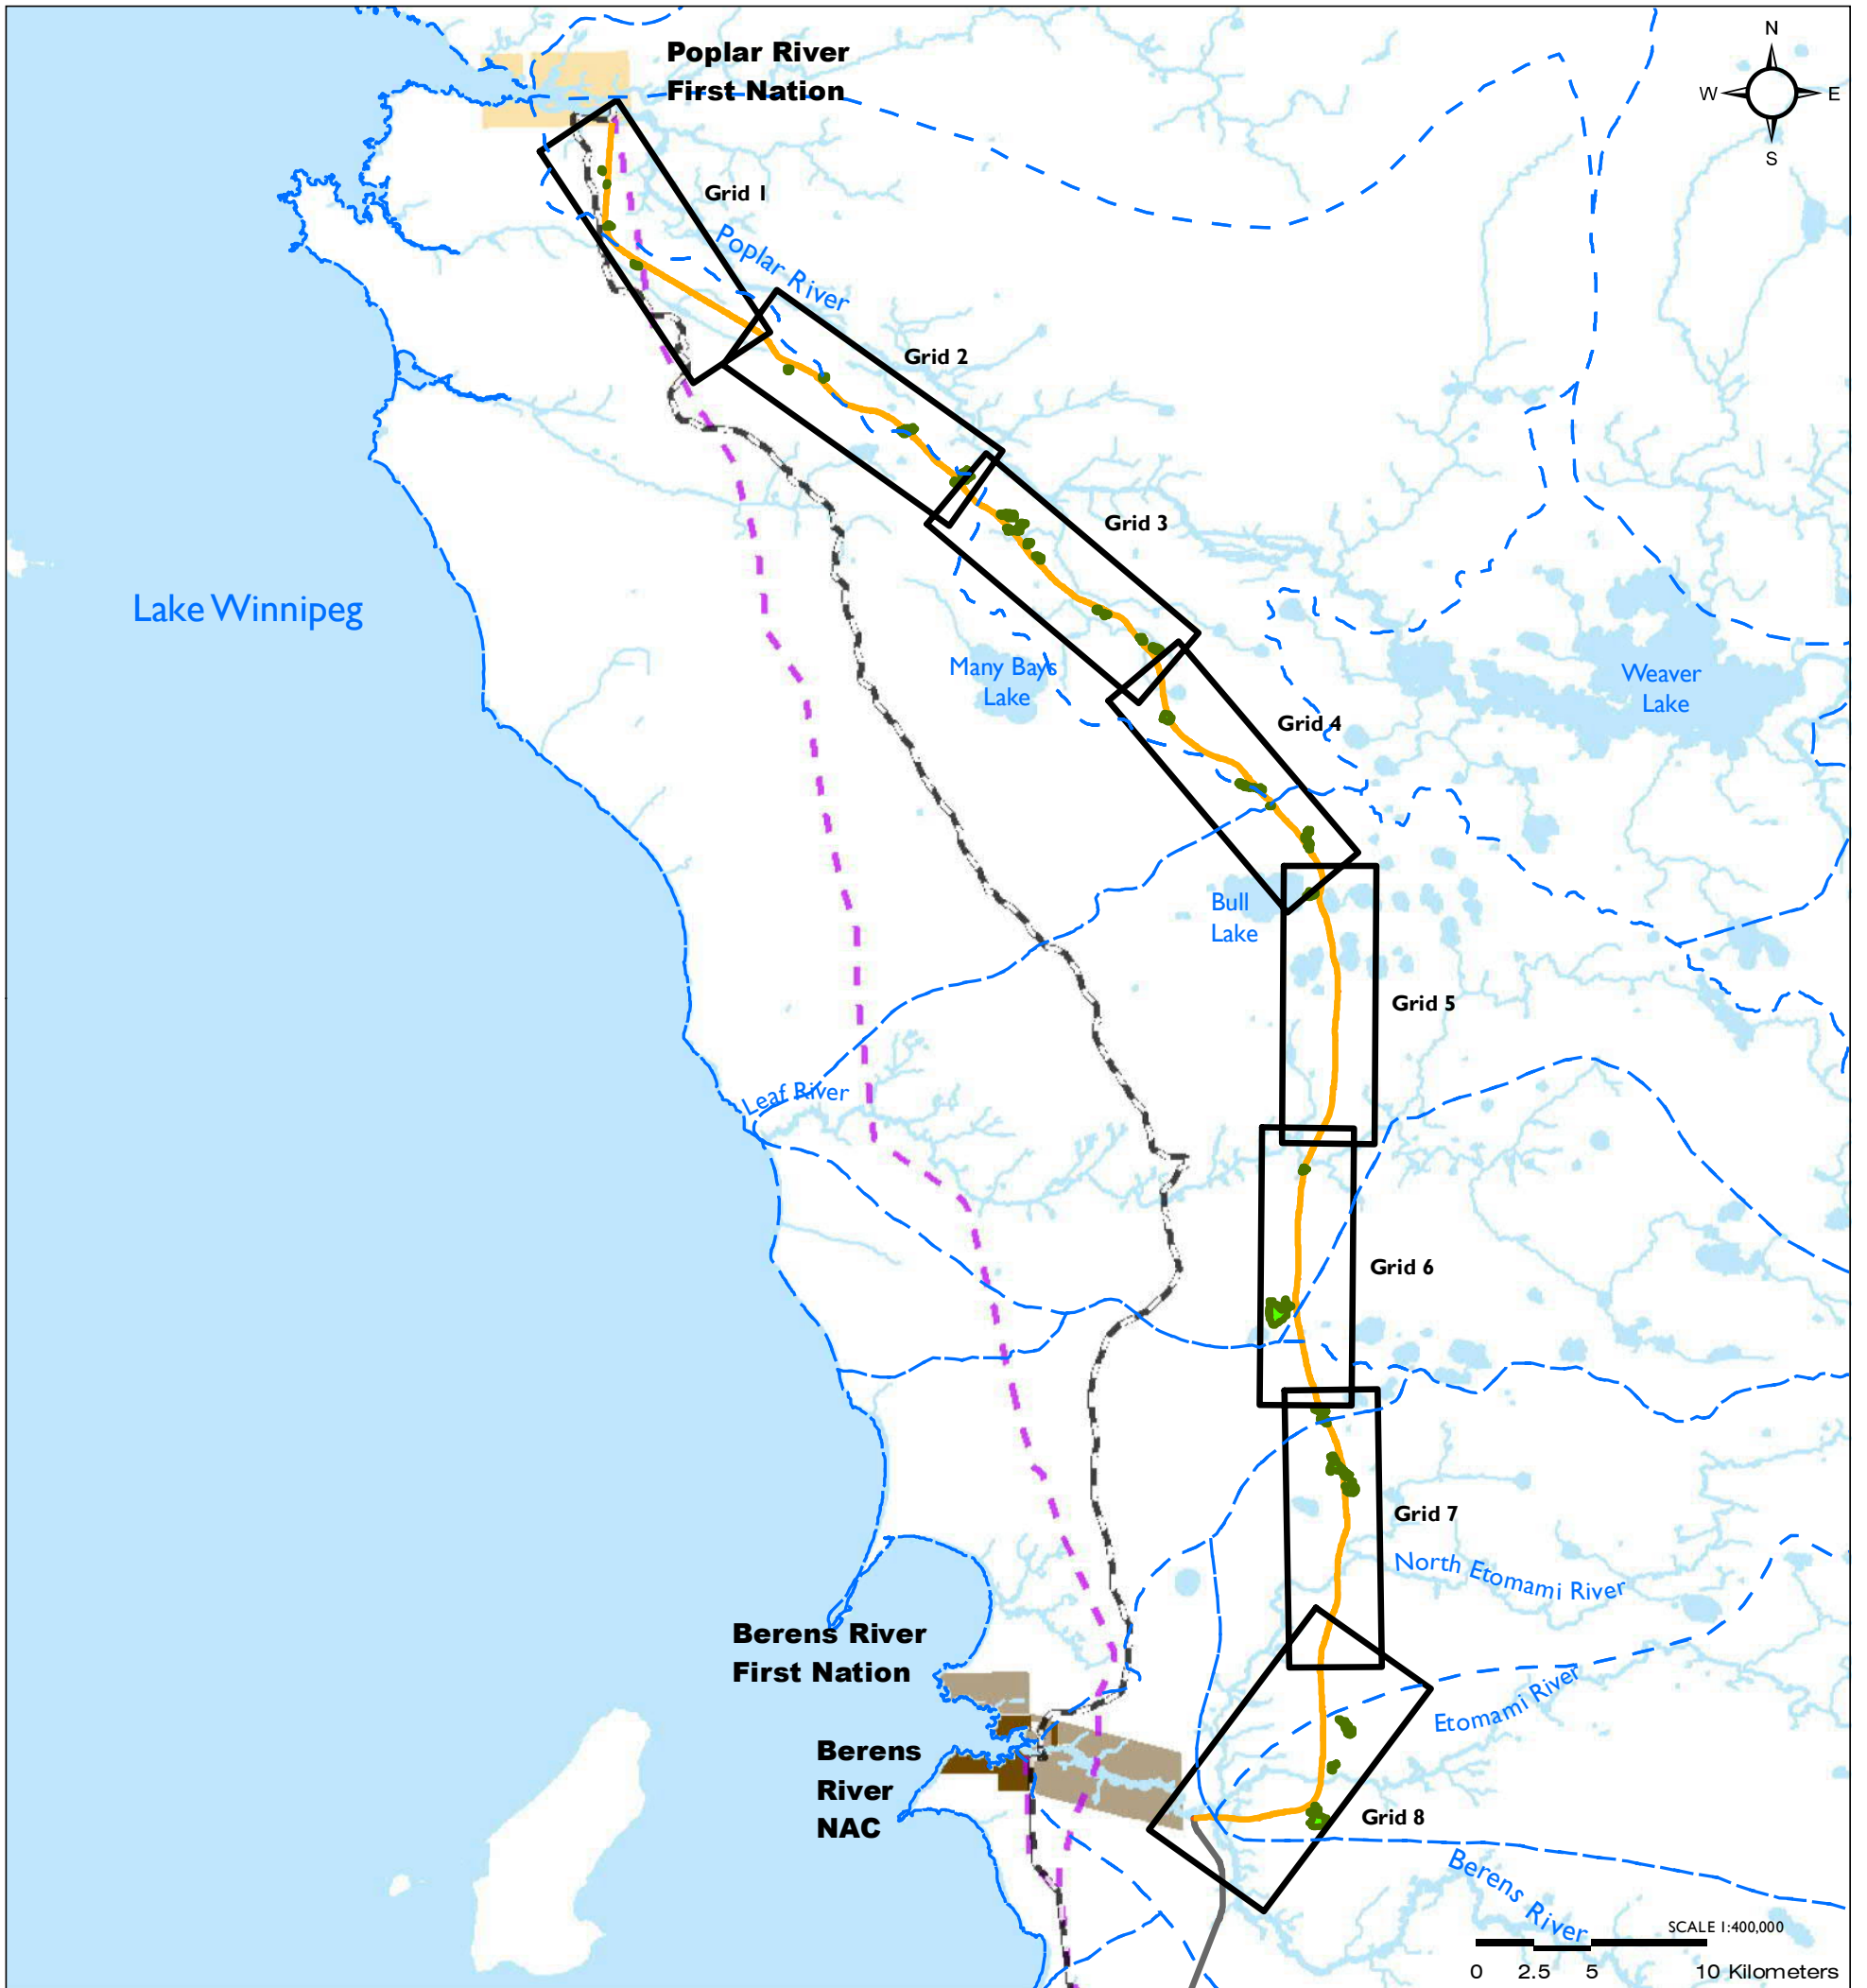 Poplar River
First Nation
N
W
E
S
Grid 1
Poplar River
Grid 2
Grid 3
Lake Winnipeg
Many Bays
Lake
Weaver
Lake
Grid 4
Bull
Lake
Grid 5
Leaf River
Grid 6
Grid 7
North Etomami River
Berens River
First Nation
Etomami River
Berens
River
NAC
Grid 8
Berens River
SCALE 1:400,000
0 2.5 5 10 Kilometers